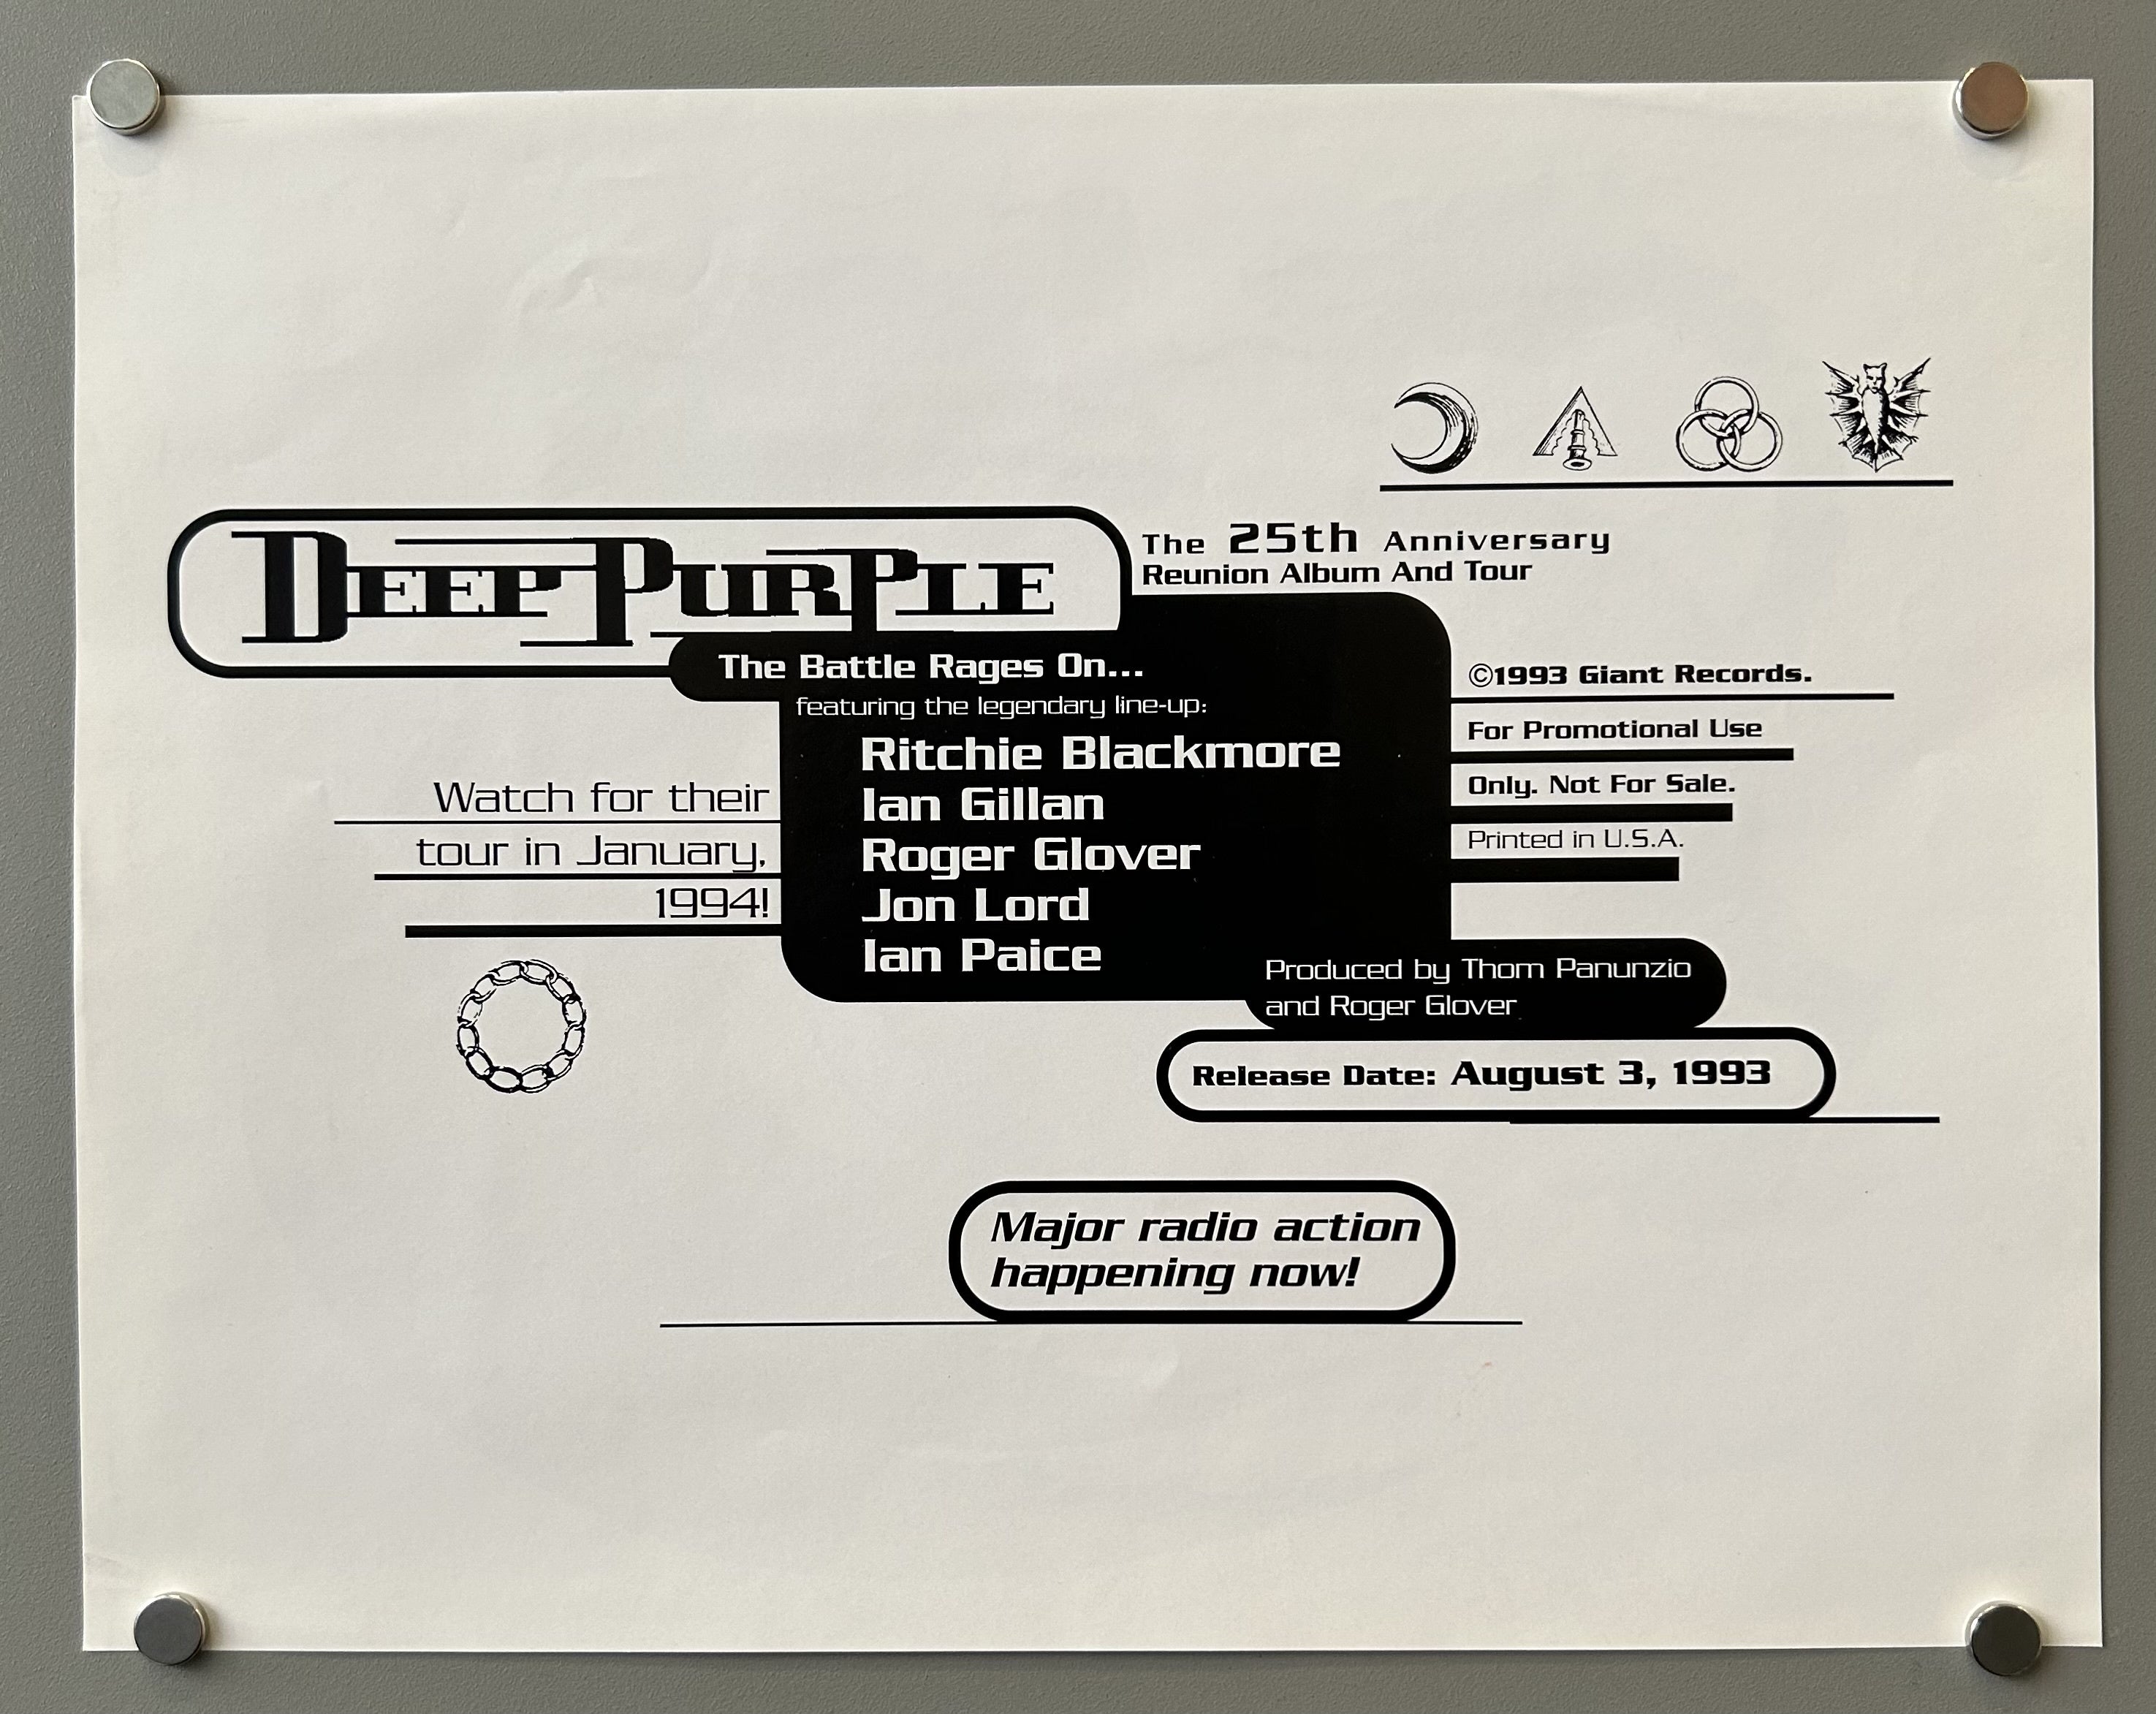 DEEP PURPLE
The 25th Anniversary
Reunion Album And Tour
The Battle Rages On...
featuring the legendary line-up:
Ritchie Blackmore
Ian Gillan
Roger Glover
Jon Lord
Ian Paice
©1993 Giant Records.
For Promotional Use
Only. Not For Sale.
Printed in U.S.A.
Watch for their
tour in January,
1994!
Produced by Thom Panunzio
and Roger Glover
Release Date: August 3, 1993
Major radio action
happening now!